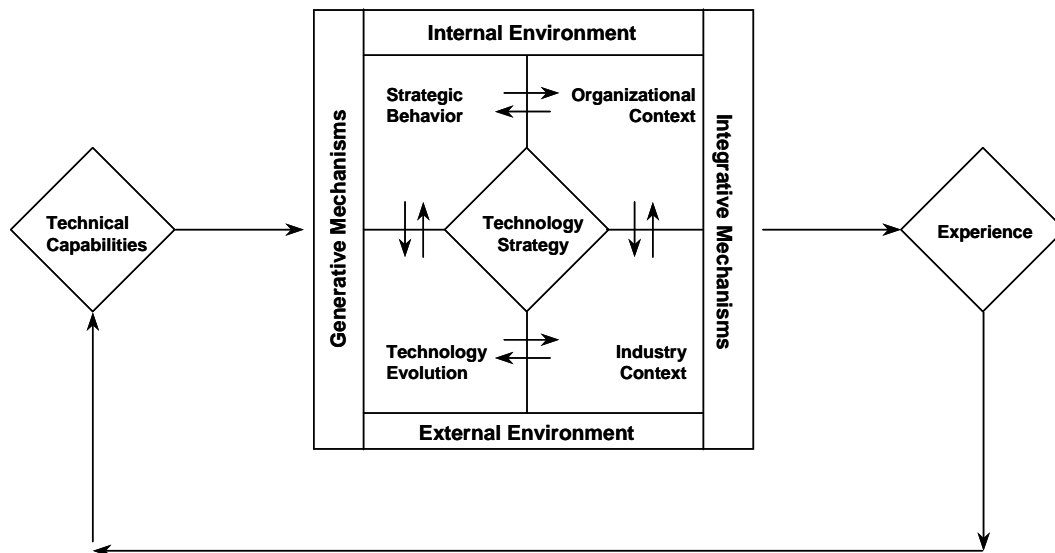 Internal Environment
Generative Mechanisms
Strategic
Behavior
Organizational
Context
Integrative Mechanisms
Technical
Capabilities
Technology
Strategy
Experience
Technology
Evolution
Industry
Context
External Environment